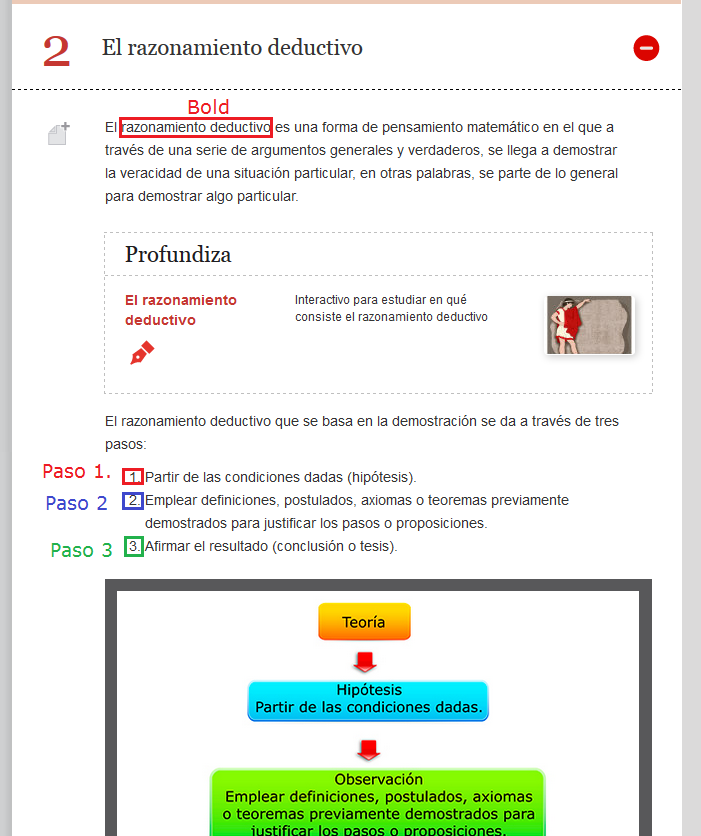 2 El razonamiento deductivo
Bold
El razonamiento deductivo es una forma de pensamiento matemático en el que a
través de una serie de argumentos generales y verdaderos, se llega a demostrar
la veracidad de una situación particular, en otras palabras, se parte de lo general
para demostrar algo particular.
Profundiza
El razonamiento
deductivo
Interactivo para estudiar en qué
consiste el razonamiento deductivo
El razonamiento deductivo que se basa en la demostración se da a través de tres
pasos:
Paso 1. 1. Partir de las condiciones dadas (hipótesis).
Paso 2 2. Emplear definiciones, postulados, axiomas o teoremas previamente
demostrados para justificar los pasos o proposiciones.
Paso 3 3. Afirmar el resultado (conclusión o tesis).
Teoría
Hipótesis
Partir de las condiciones dadas.
Observación
Emplear definiciones, postulados, axiomas
o teoremas previamente demostrados para
justificar los pasos o proposiciones.